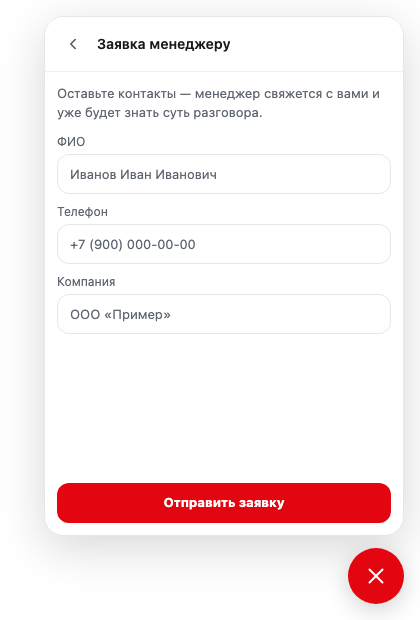 Заявка менеджеру
Оставьте контакты — менеджер свяжется с вами и
уже будет знать суть разговора.
ФИО
Иванов Иван Иванович
Телефон
+7 (900) 000-00-00
Компания
ООО «Пример»
Отправить заявку